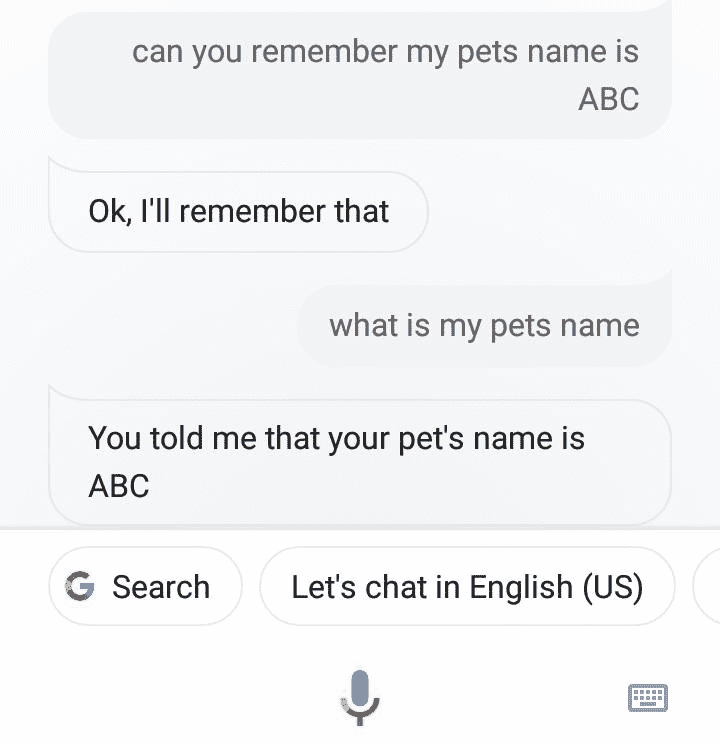 can you remember my pets name is
ABC
Ok, I'll remember that
what is my pets name
You told me that your pet's name is
ABC
G Search
Let's chat in English (US)